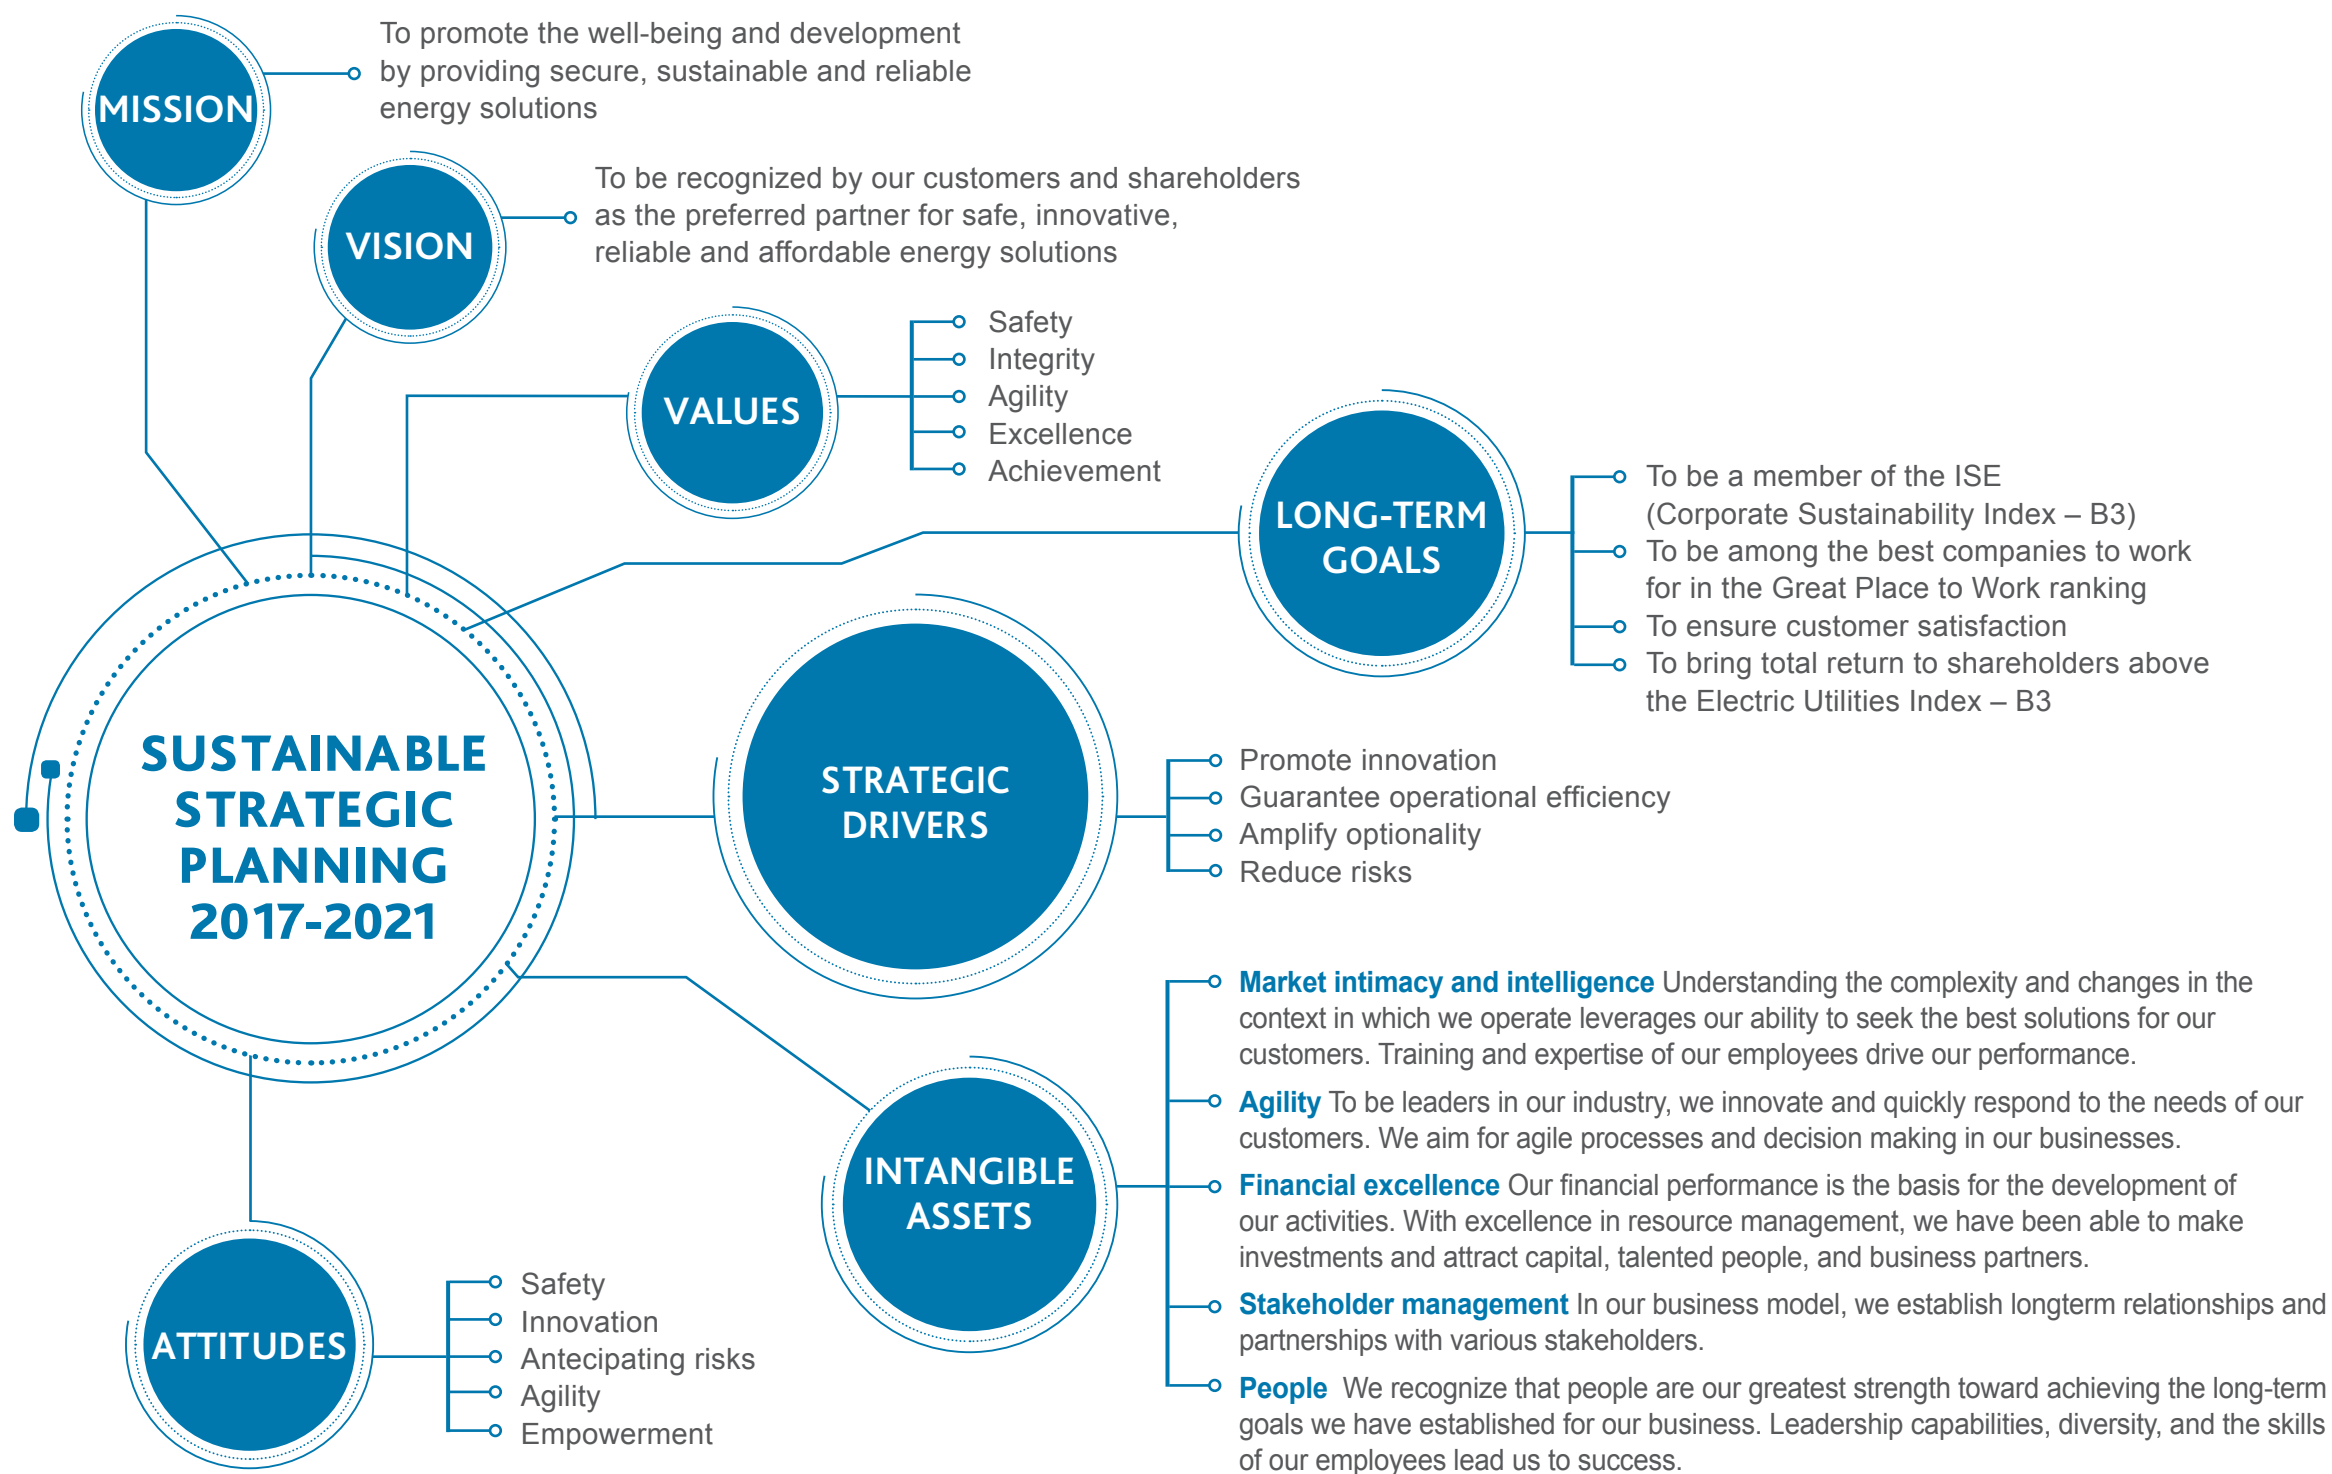 MISSION
To promote the well-being and development
by providing secure, sustainable and reliable
energy solutions
VISION
To be recognized by our customers and shareholders
as the preferred partner for safe, innovative,
reliable and affordable energy solutions
VALUES
Safety
Integrity
Agility
Excellence
Achievement
LONG-TERM
GOALS
To be a member of the ISE
(Corporate Sustainability Index – B3)
To be among the best companies to work
for in the Great Place to Work ranking
To ensure customer satisfaction
To bring total return to shareholders above
the Electric Utilities Index – B3
SUSTAINABLE
STRATEGIC
PLANNING
2017-2021
STRATEGIC
DRIVERS
Promote innovation
Guarantee operational efficiency
Amplify optionality
Reduce risks
INTANGIBLE
ASSETS
Market intimacy and intelligence Understanding the complexity and changes in the
context in which we operate leverages our ability to seek the best solutions for our
customers. Training and expertise of our employees drive our performance.
Agility To be leaders in our industry, we innovate and quickly respond to the needs of our
customers. We aim for agile processes and decision making in our businesses.
Financial excellence Our financial performance is the basis for the development of
our activities. With excellence in resource management, we have been able to make
investments and attract capital, talented people, and business partners.
Stakeholder management In our business model, we establish longterm relationships and
partnerships with various stakeholders.
People We recognize that people are our greatest strength toward achieving the long-term
goals we have established for our business. Leadership capabilities, diversity, and the skills
of our employees lead us to success.
ATTITUDES
Safety
Innovation
Antecipating risks
Agility
Empowerment